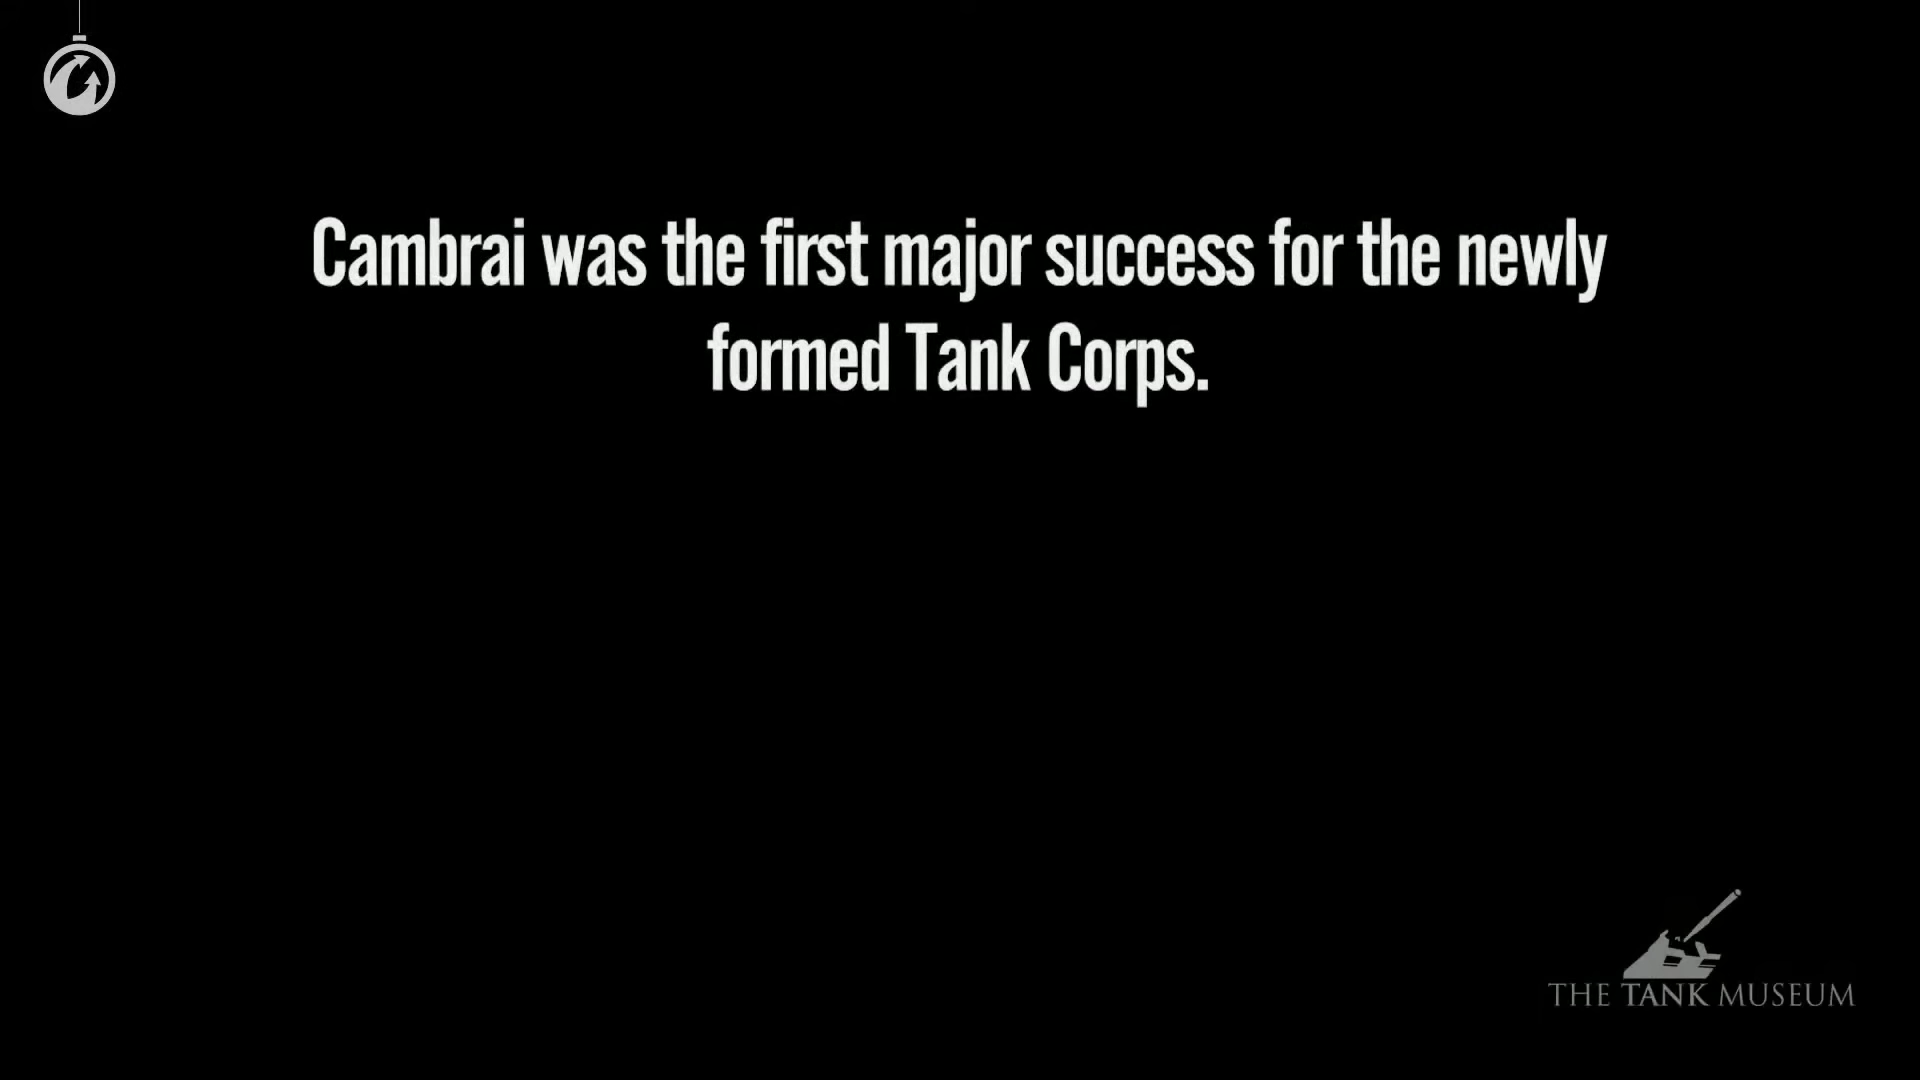 Cambrai was the first major success for the newly
formed Tank Corps.
THE TANK MUSEUM